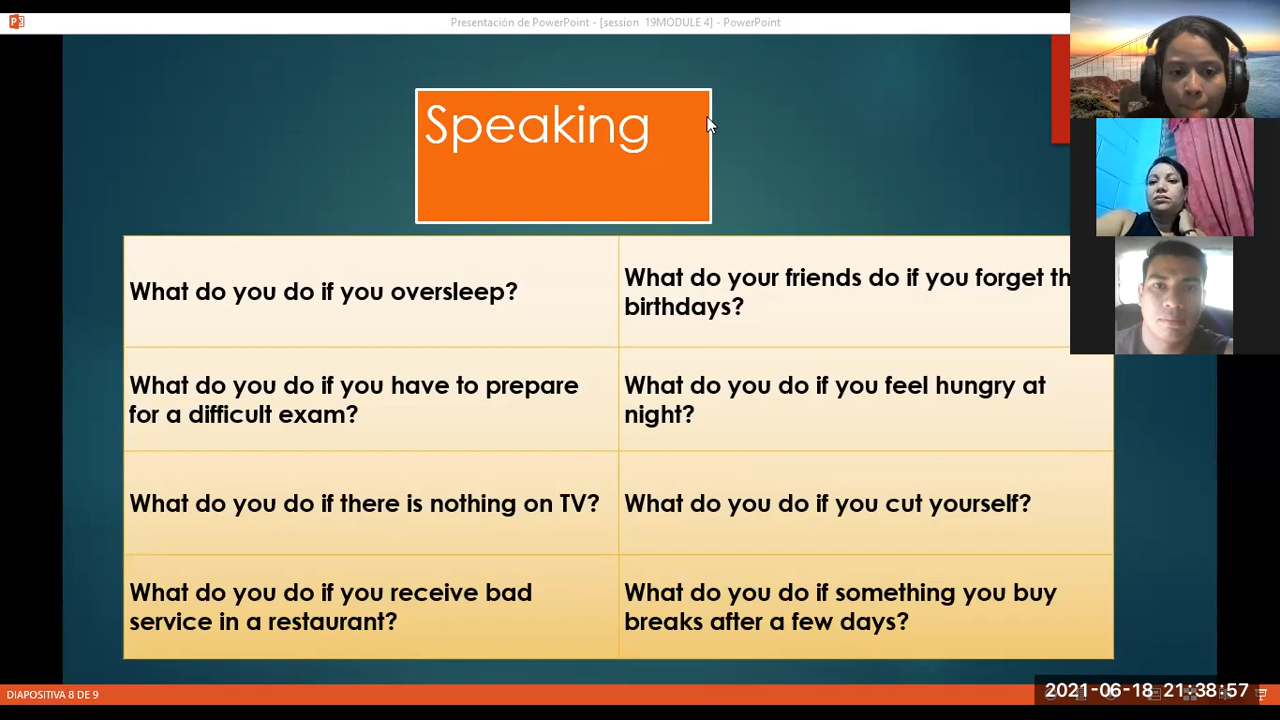 Presentación de PowerPoint - [session 19MODULE 4] - PowerPoint
Speaking
What do you do if you oversleep?
What do your friends do if you forget
birthdays?
What do you do if you have to prepare
for a difficult exam?
What do you do if you feel hungry at
night?
What do you do if there is nothing on TV?
What do you do if you cut yourself?
What do you do if you receive bad
service in a restaurant?
What do you do if something you buy
breaks after a few days?
DIAPOSITIVA 8 DE 9
2021-06-18 21:38:57